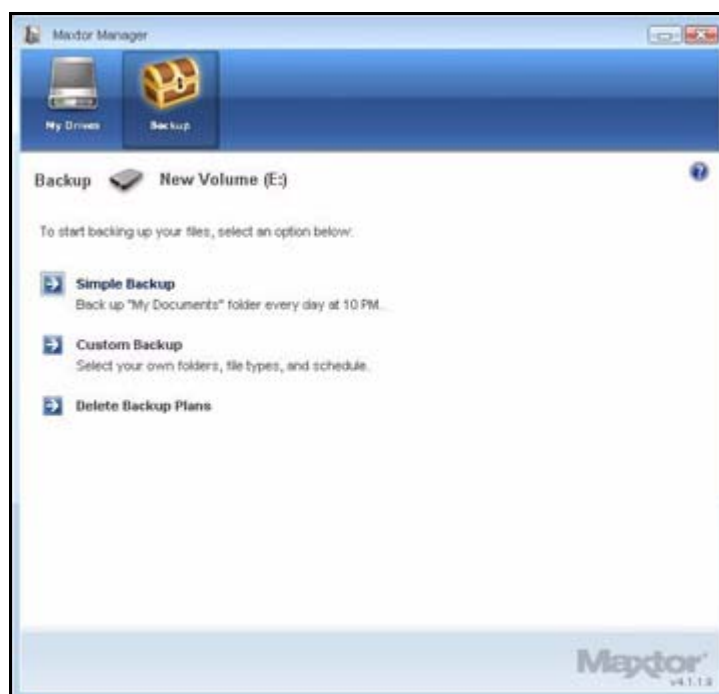 Maxtor Manager
My Drives
Backup
Backup New Volume (E:)
To start backing up your files, select an option below:
Simple Backup
Back up "My Documents" folder every day at 10 PM.
Custom Backup
Select your own folders, file types, and schedule.
Delete Backup Plans
Maxtor